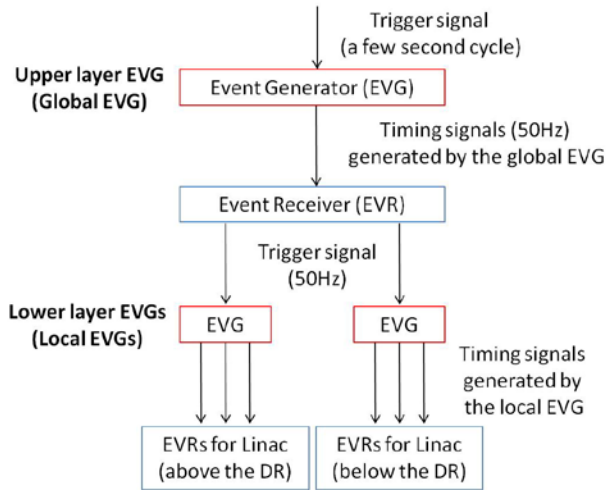 Trigger signal
(a few second cycle)
Upper layer EVG
(Global EVG)
Event Generator (EVG)
Timing signals (50Hz)
generated by the global EVG
Event Receiver (EVR)
Trigger signal
(50Hz)
Lower layer EVGs
(Local EVGs)
EVG
EVG
Timing signals
generated by
the local EVG
EVRs for Linac
(above the DR)
EVRs for Linac
(below the DR)